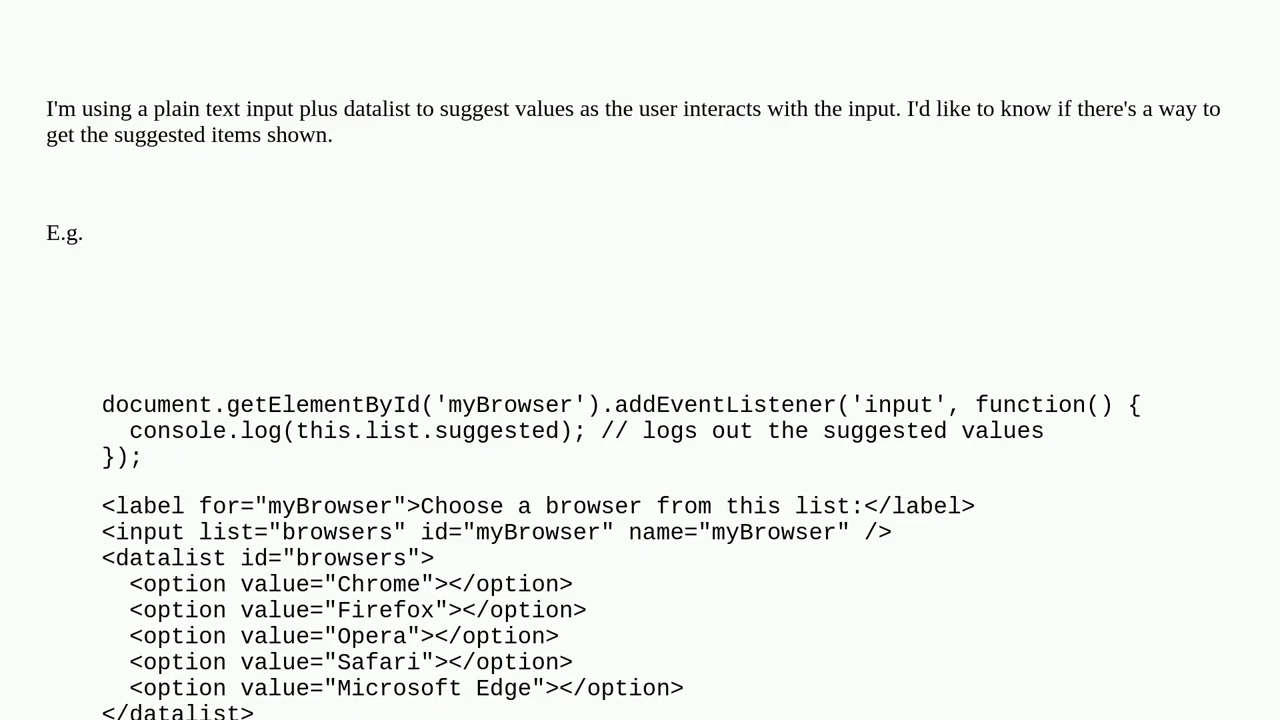 I'm using a plain text input plus datalist to suggest values as the user interacts with the input. I'd like to know if there's a way to
get the suggested items shown.
E.g.
document.getElementById('myBrowser').addEventListener('input', function() {
  console.log(this.list.suggested); // logs out the suggested values
});
<label for="myBrowser">Choose a browser from this list:</label>
<input list="browsers" id="myBrowser" name="myBrowser" />
<datalist id="browsers">
  <option value="Chrome"></option>
  <option value="Firefox"></option>
  <option value="Opera"></option>
  <option value="Safari"></option>
  <option value="Microsoft Edge"></option>
</datalist>